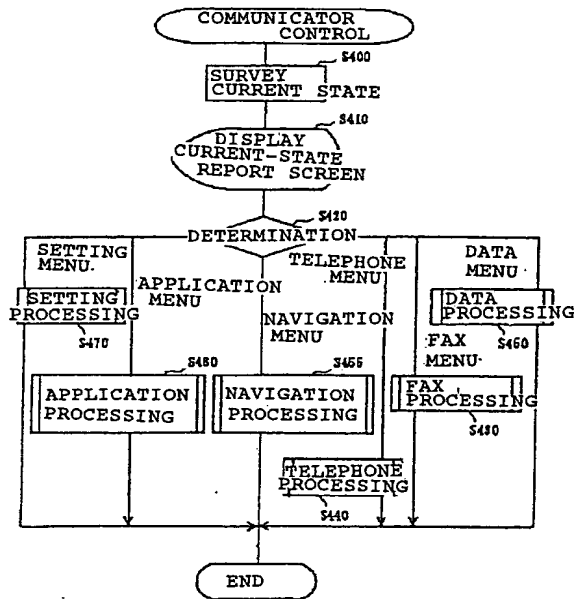 COMMUNICATOR
CONTROL
S400
SURVEY
CURRENT STATE
S410
DISPLAY
CURRENT-STATE
REPORT SCREEN
S420
DETERMINATION
SETTING
MENU
APPLICATION
MENU
NAVIGATION
MENU
TELEPHONE
MENU
DATA
MENU
FAX
MENU
SETTING
PROCESSING
S470
DATA
PROCESSING
S460
APPLICATION
PROCESSING
S480
NAVIGATION
PROCESSING
S455
FAX
PROCESSING
S430
TELEPHONE
PROCESSING
S440
END